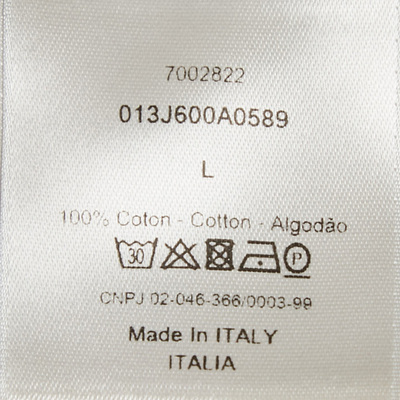 7002822
013J600A0589
L
100% Coton - Cotton - Algodão
30 P
CNPJ 02-046-366/0003-99
Made In ITALY
ITALIA